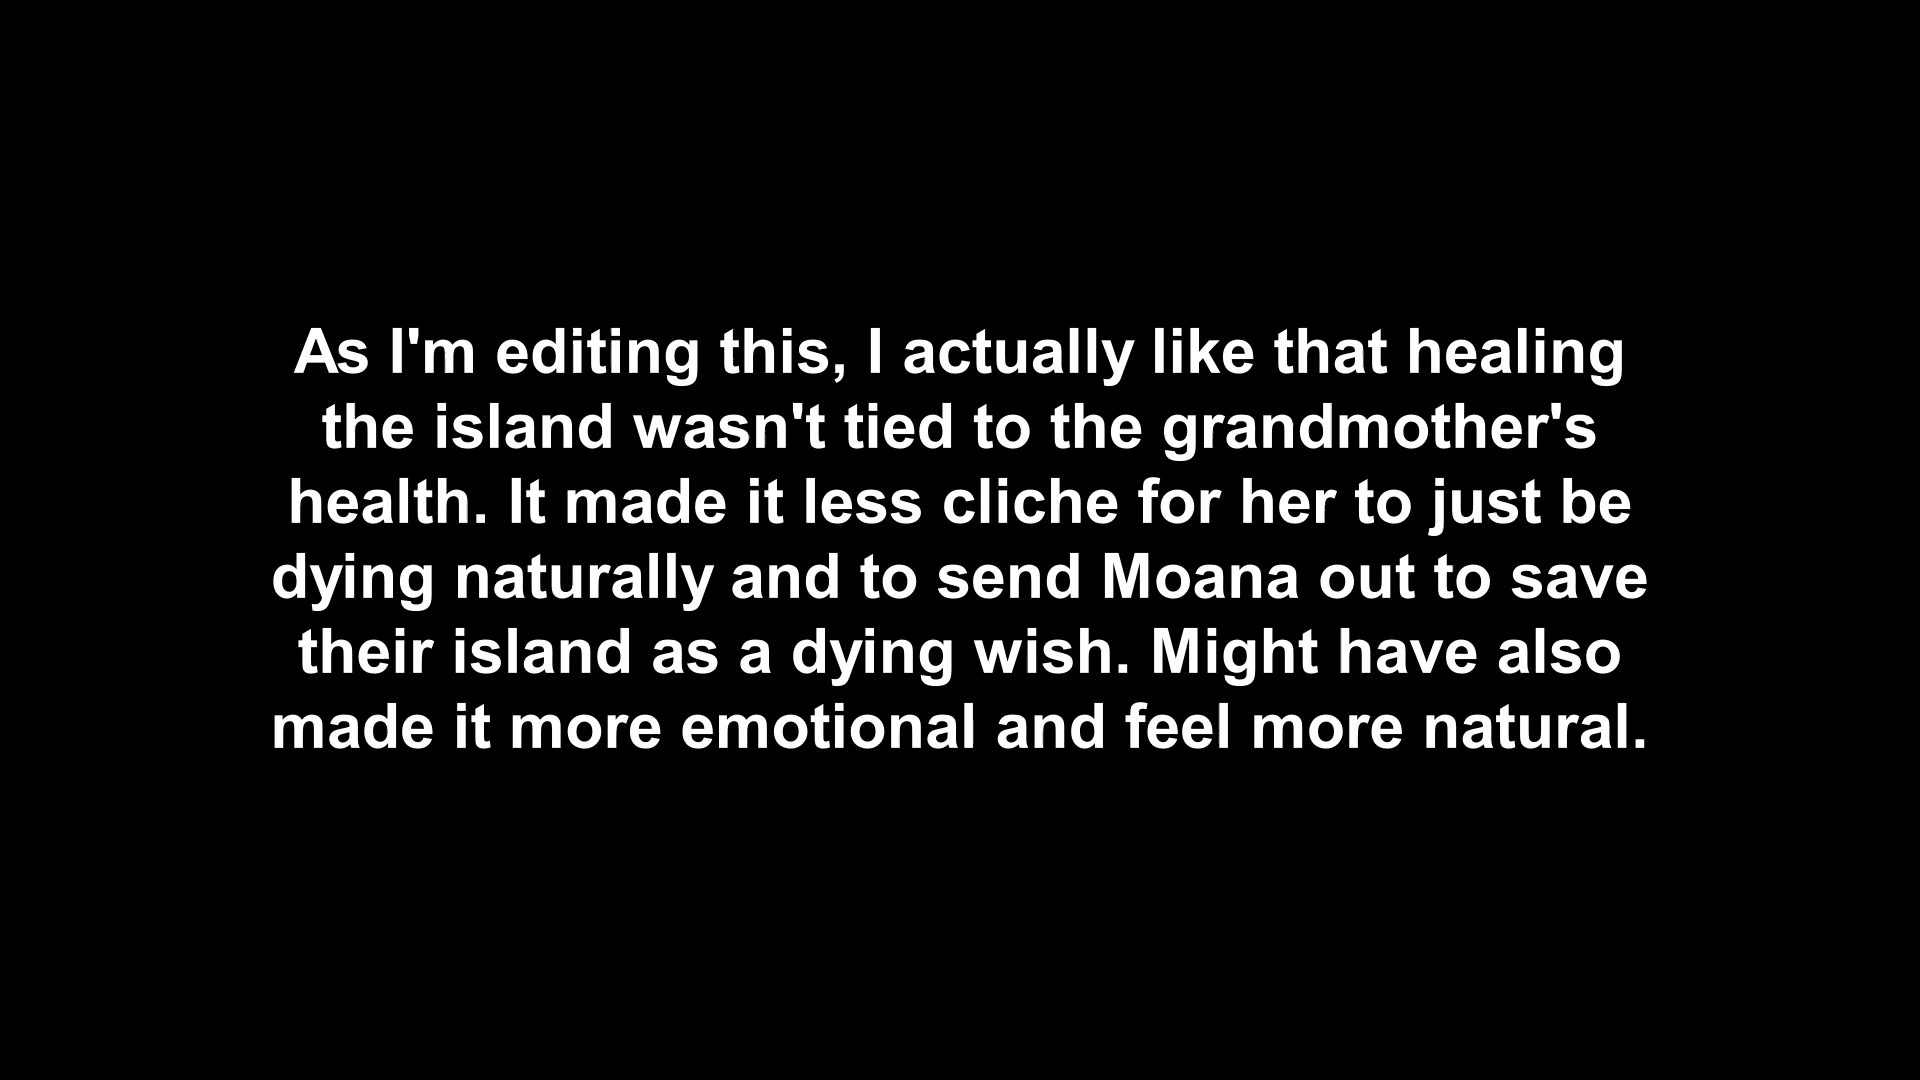 As I'm editing this, I actually like that healing
the island wasn't tied to the grandmother's
health. It made it less cliche for her to just be
dying naturally and to send Moana out to save
their island as a dying wish. Might have also
made it more emotional and feel more natural.